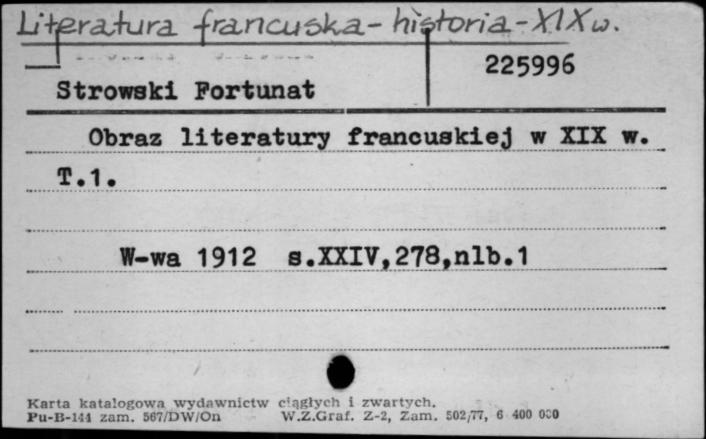 Literatura francuska - historia - XIX w.
225996
Strowski Fortunat
Obraz literatury francuskiej w XIX w.
T.1.
W-wa 1912 s.XXIV,278,nlb.1
Karta katalogowa wydawnictw ciągłych i zwartych.
Pu-B-144 zam. 567/DW/On W.Z.Graf. Z-2, Zam. 502/77, 6 400 000